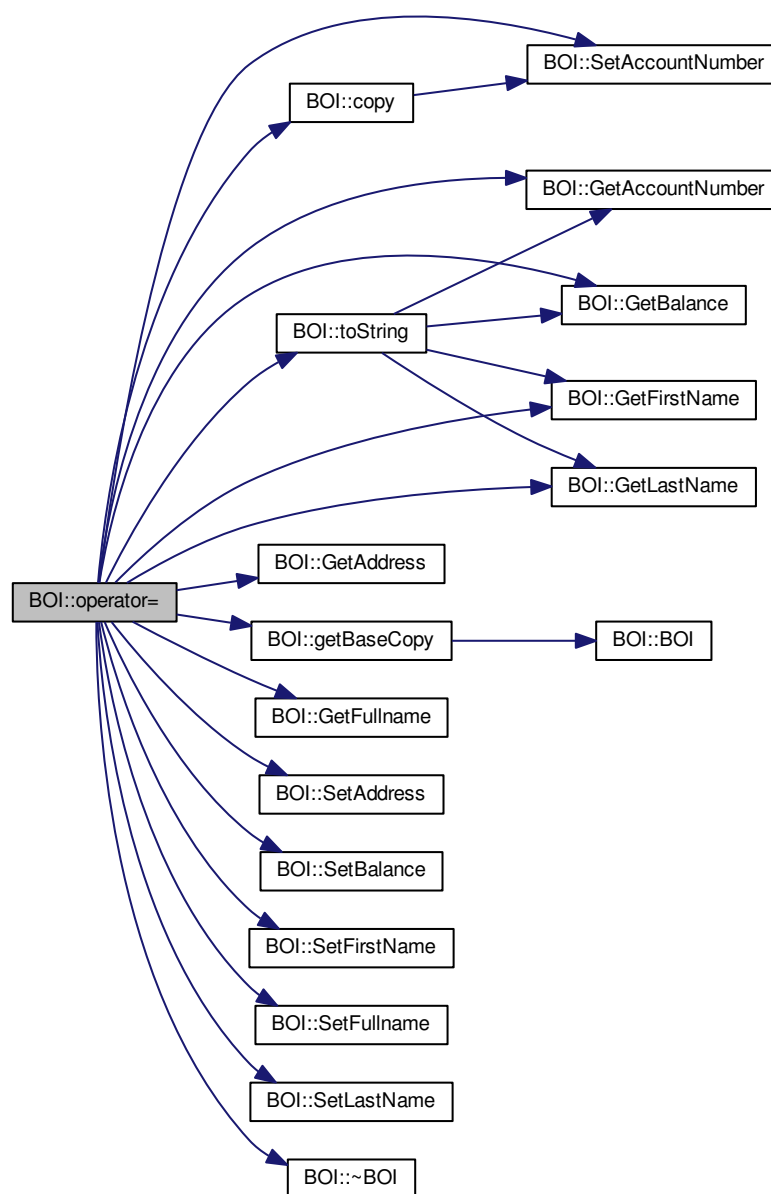 BOI::SetAccountNumber
BOI::copy
BOI::GetAccountNumber
BOI::GetBalance
BOI::toString
BOI::GetFirstName
BOI::GetLastName
BOI::GetAddress
BOI::operator=
BOI::getBaseCopy
BOI::BOI
BOI::GetFullname
BOI::SetAddress
BOI::SetBalance
BOI::SetFirstName
BOI::SetFullname
BOI::SetLastName
BOI::~BOI